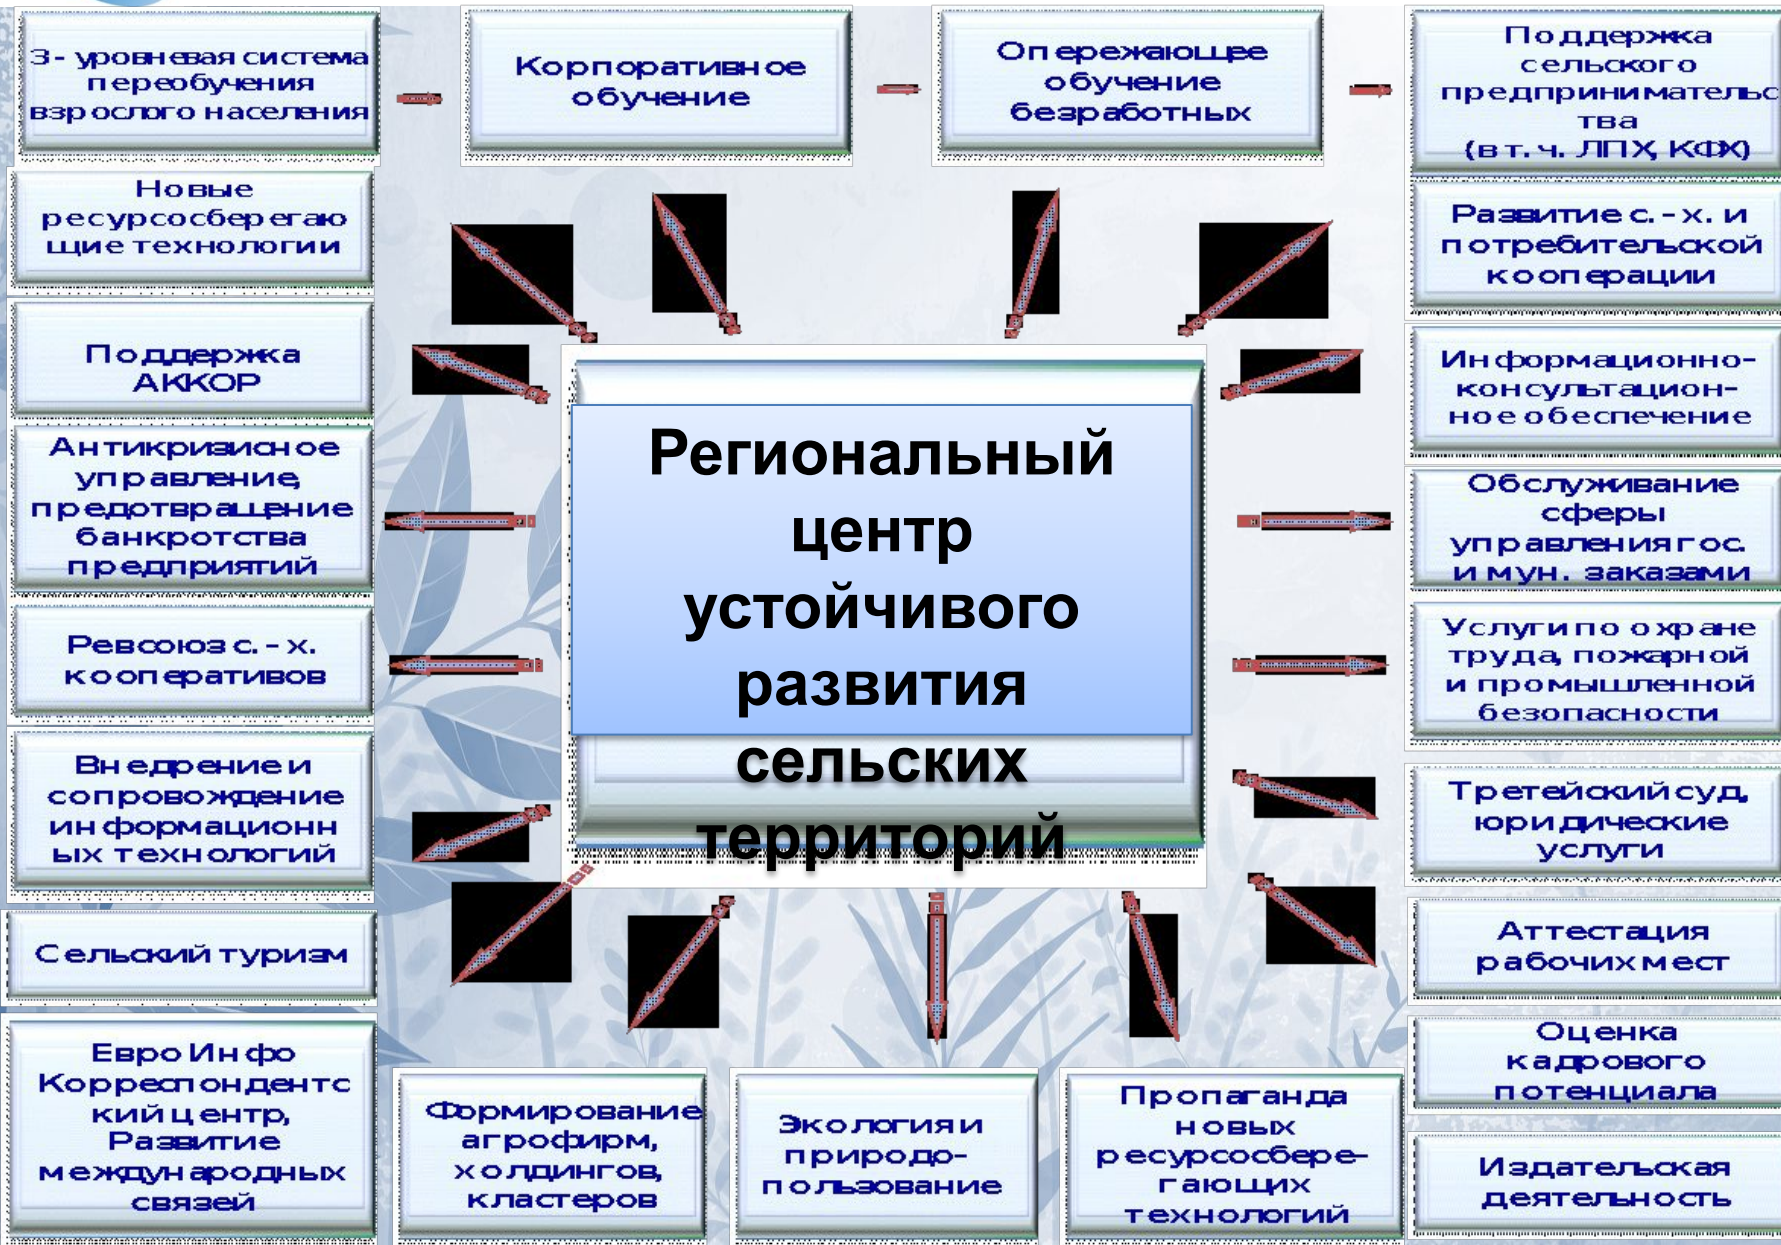 3- уровневая система
переобучения
взрослого населения
Корпоративное
обучение
Опережающее
обучение
безработных
Поддержка
сельского
предпринимательс
тва
(в т. ч. ЛПХ, КФХ)
Новые
ресурсосберегаю
щие технологии
Поддержка
АККОР
Антикризисное
управление,
предотвращение
банкротства
предприятий
Ревсоюз с. - х.
кооперативов
Внедрение и
сопровождение
информационн
ых технологий
Сельский туризм
Евро Инфо
Корреспондентс
кий центр,
Развитие
международных
связей
Региональный
центр
устойчивого
развития
сельских
территорий
Развитие с. - х. и
потребительской
кооперации
Информационно-
консультацион-
ное обеспечение
Обслуживание
сферы
управления гос.
и мун. заказами
Услуги по охране
труда, пожарной
и промышленной
безопасности
Третейский суд,
юридические
услуги
Аттестация
рабочих мест
Оценка
кадрового
потенциала
Издательская
деятельность
Формирование
агрофирм,
холдингов,
кластеров
Экология и
природо-
пользование
Пропаганда
новых
ресурсосбере-
гающих
технологий